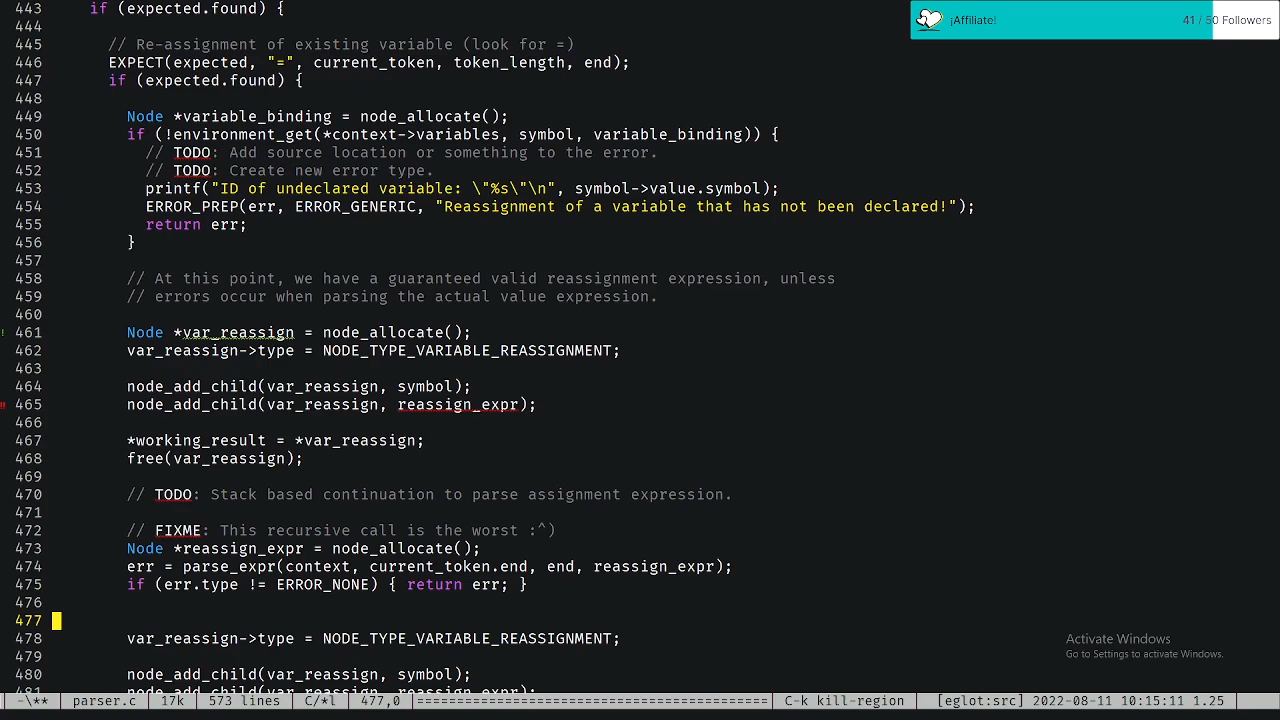 443     if (expected.found) {
444
445       // Re-assignment of existing variable (look for =)
446       EXPECT(expected, "=", current_token, token_length, end);
447       if (expected.found) {
448
449         Node *variable_binding = node_allocate();
450         if (!environment_get(*context->variables, symbol, variable_binding)) {
451           // TODO: Add source location or something to the error.
452           // TODO: Create new error type.
453           printf("ID of undeclared variable: \"%s\"\n", symbol->value.symbol);
454           ERROR_PREP(err, ERROR_GENERIC, "Reassignment of a variable that has not been declared!");
455           return err;
456         }
457
458         // At this point, we have a guaranteed valid reassignment expression, unless
459         // errors occur when parsing the actual value expression.
460
! 461         Node *var_reassign = node_allocate();
462         var_reassign->type = NODE_TYPE_VARIABLE_REASSIGNMENT;
463
464         node_add_child(var_reassign, symbol);
465         node_add_child(var_reassign, reassign_expr);
466
467         *working_result = *var_reassign;
468         free(var_reassign);
469
470         // TODO: Stack based continuation to parse assignment expression.
471
472         // FIXME: This recursive call is the worst :^)
473         Node *reassign_expr = node_allocate();
474         err = parse_expr(context, current_token.end, end, reassign_expr);
475         if (err.type != ERROR_NONE) { return err; }
476
477
478         var_reassign->type = NODE_TYPE_VARIABLE_REASSIGNMENT;
479
480         node_add_child(var_reassign, symbol);
481         node_add_child(var_reassign, reassign_expr);
¡Affiliate! 41 / 50 Followers
Activate Windows
Go to Settings to activate Windows.
-\** parser.c 17k 573 lines C/*l 477,0 ======================================= C-k kill-region [eglot:src] 2022-08-11 10:15:11 1.25